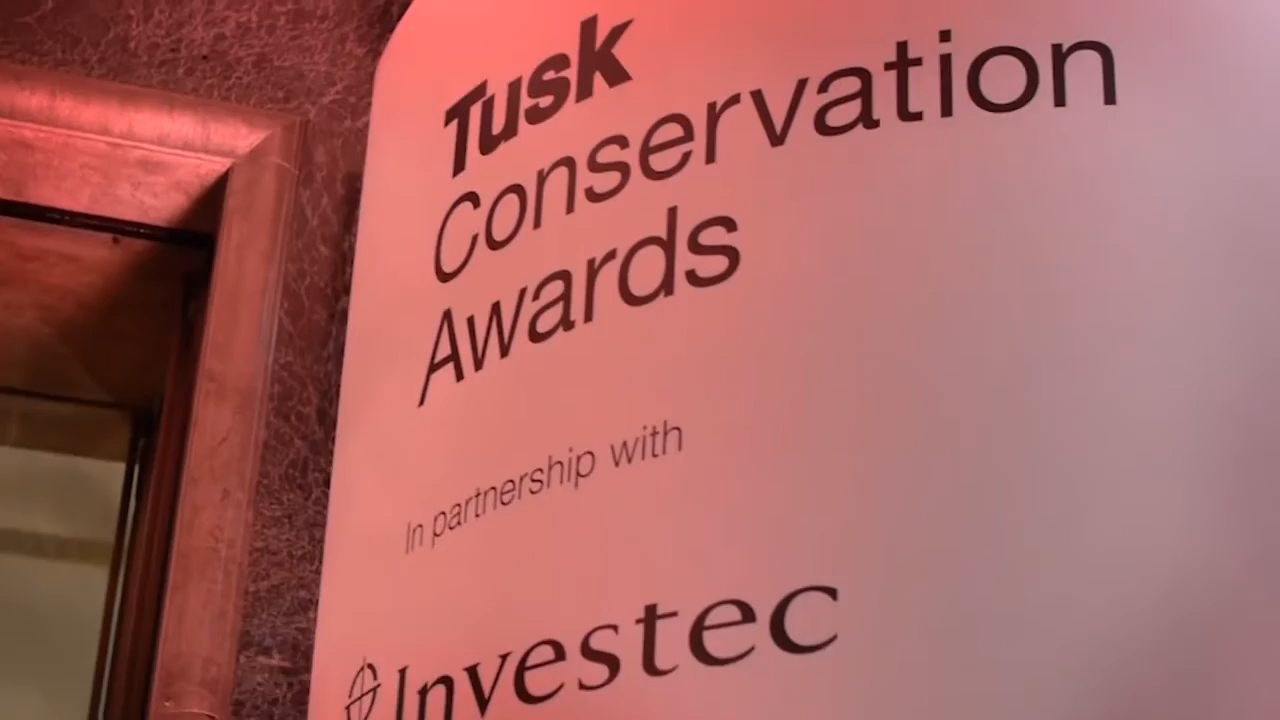 Tusk
Conservation
Awards
In partnership with
Investec